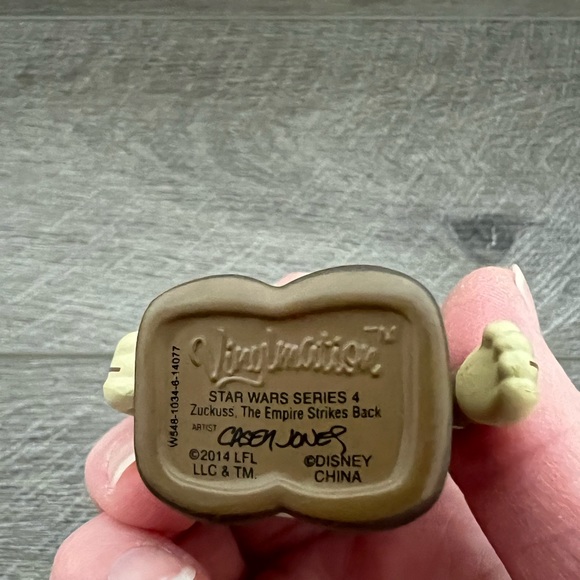 Vinylmation™
STAR WARS SERIES 4
Zuckuss, The Empire Strikes Back
ARTIST CASEY JONES
©2014 LFL ©DISNEY
LLC & TM. CHINA
W548-1034-6-14077